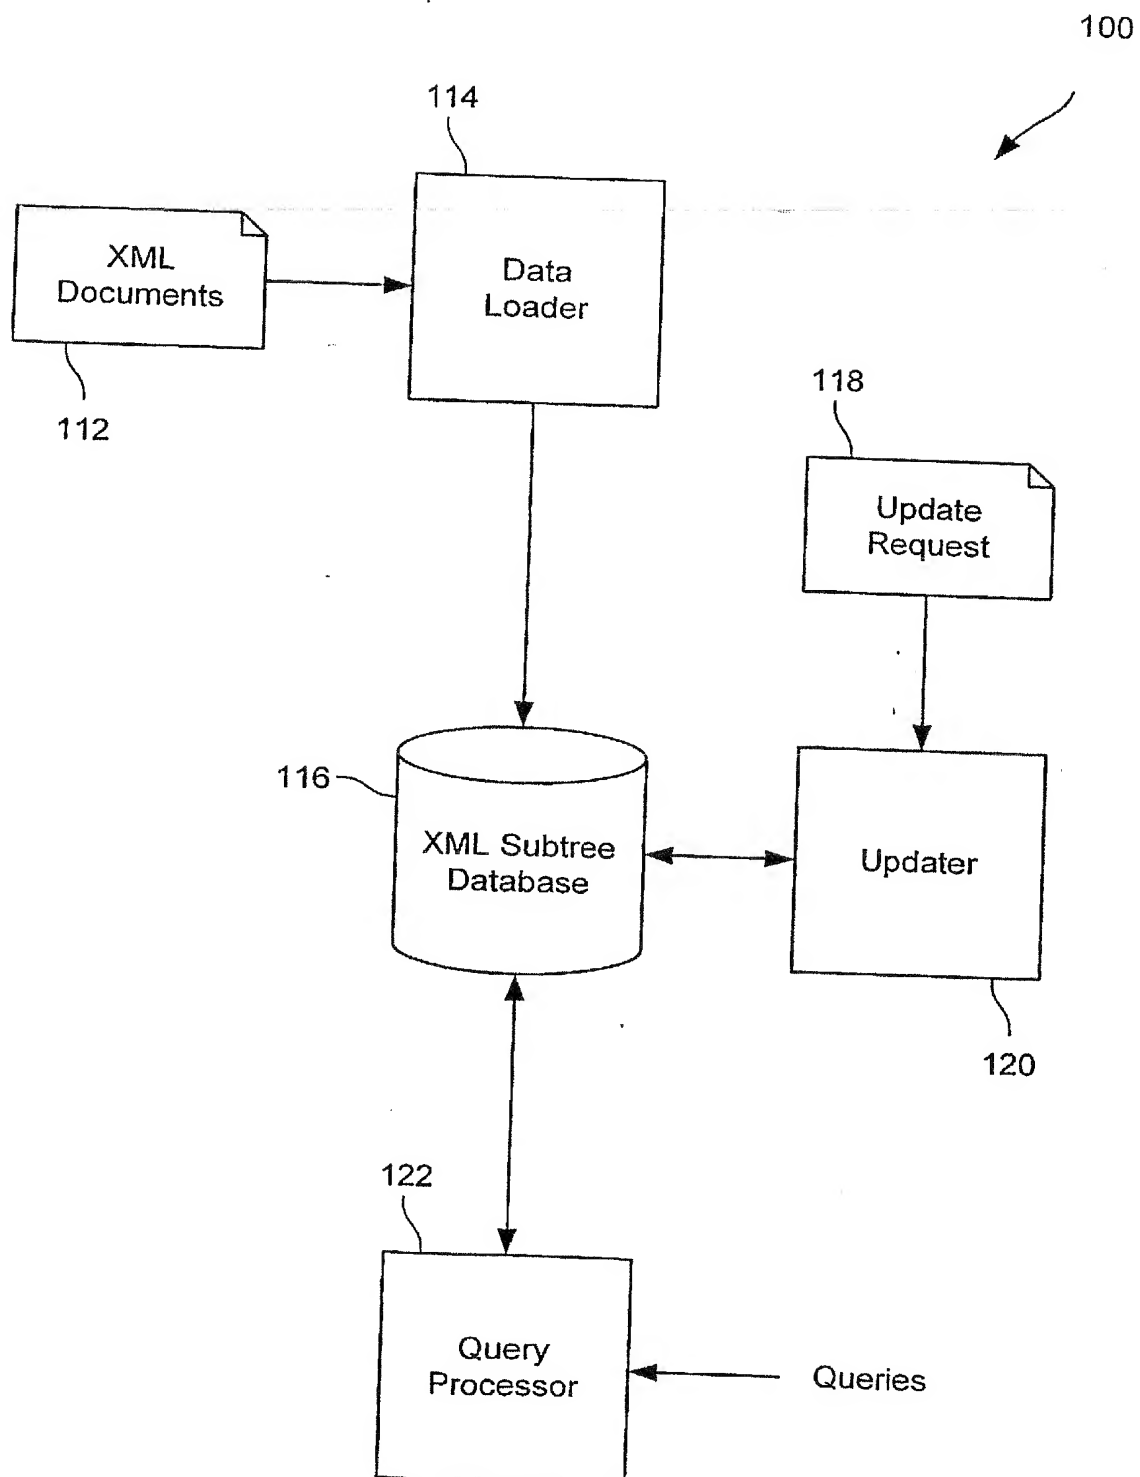 100
114
XML
Documents
Data
Loader
112
118
Update
Request
116
XML Subtree
Database
Updater
120
122
Query
Processor
Queries